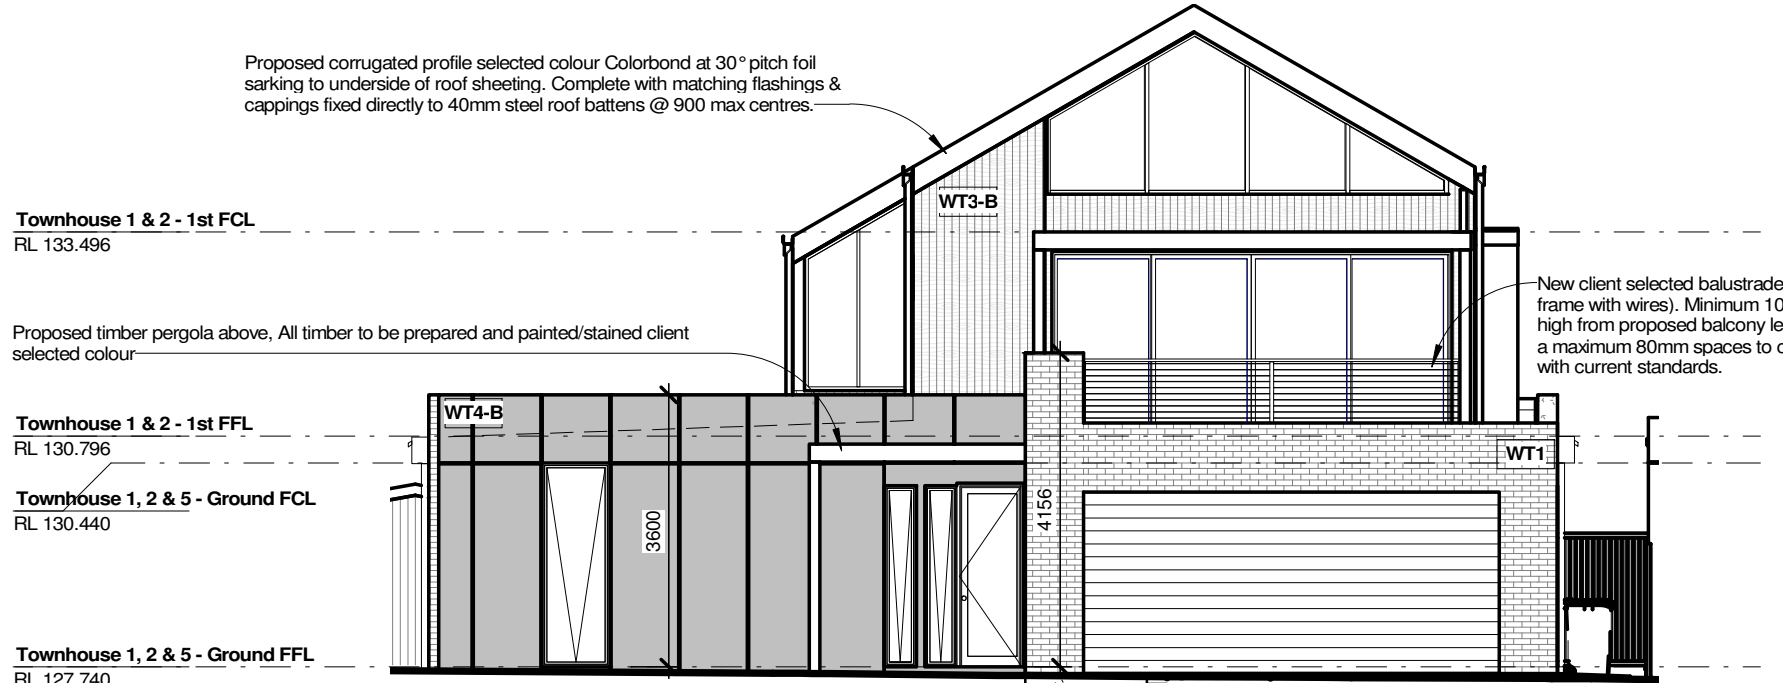 Proposed corrugated profile selected colour Colorbond at 30° pitch foil
sarking to underside of roof sheeting. Complete with matching flashings &
cappings fixed directly to 40mm steel roof battens @ 900 max centres.
WT3-B
Townhouse 1 & 2 - 1st FCL
RL 133.496
New client selected balustrade
frame with wires). Minimum 10
high from proposed balcony le
a maximum 80mm spaces to c
with current standards.
Proposed timber pergola above, All timber to be prepared and painted/stained client
selected colour
WT4-B
Townhouse 1 & 2 - 1st FFL
RL 130.796
WT1
Townhouse 1, 2 & 5 - Ground FCL
RL 130.440
3600
4156
Townhouse 1, 2 & 5 - Ground FFL
RL 127.740